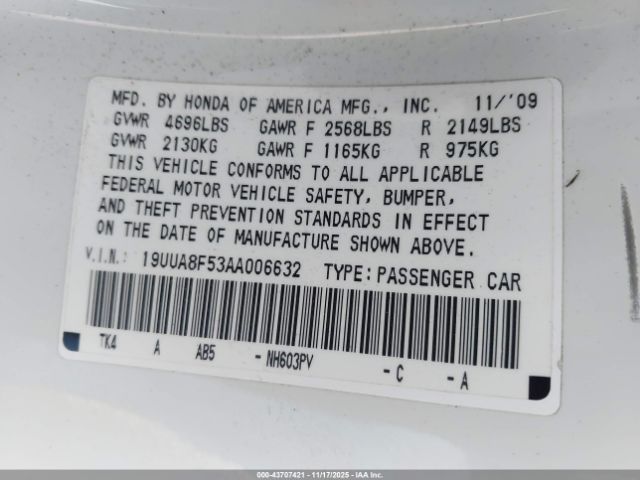 MFD. BY HONDA OF AMERICA MFG., INC. 11/'09
GVWR 4696LBS GAWR F 2568LBS R 2149LBS
GVWR 2130KG GAWR F 1165KG R 975KG
THIS VEHICLE CONFORMS TO ALL APPLICABLE
FEDERAL MOTOR VEHICLE SAFETY, BUMPER,
AND THEFT PREVENTION STANDARDS IN EFFECT
ON THE DATE OF MANUFACTURE SHOWN ABOVE.
V.I.N.: 19UUA8F53AA006632 TYPE:PASSENGER CAR
TK4 A AB5 - NH603PV - C - A
000-43707421 - 11/17/2025 - IAAI.COM